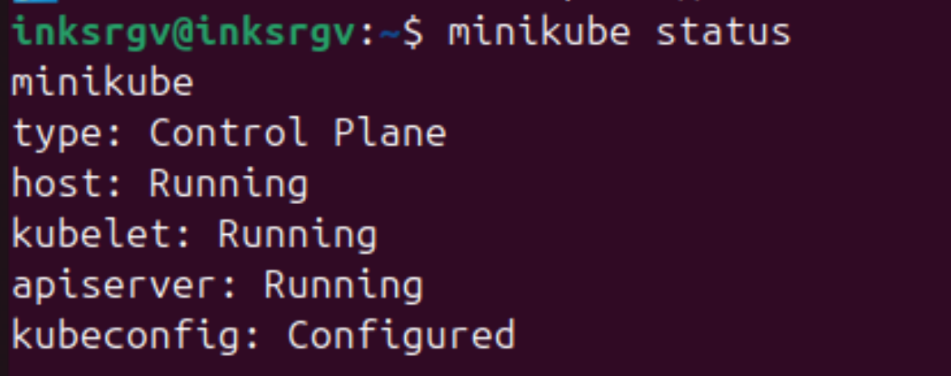 inksrgv@inksrgv:~$ minikube status
minikube
type: Control Plane
host: Running
kubelet: Running
apiserver: Running
kubeconfig: Configured